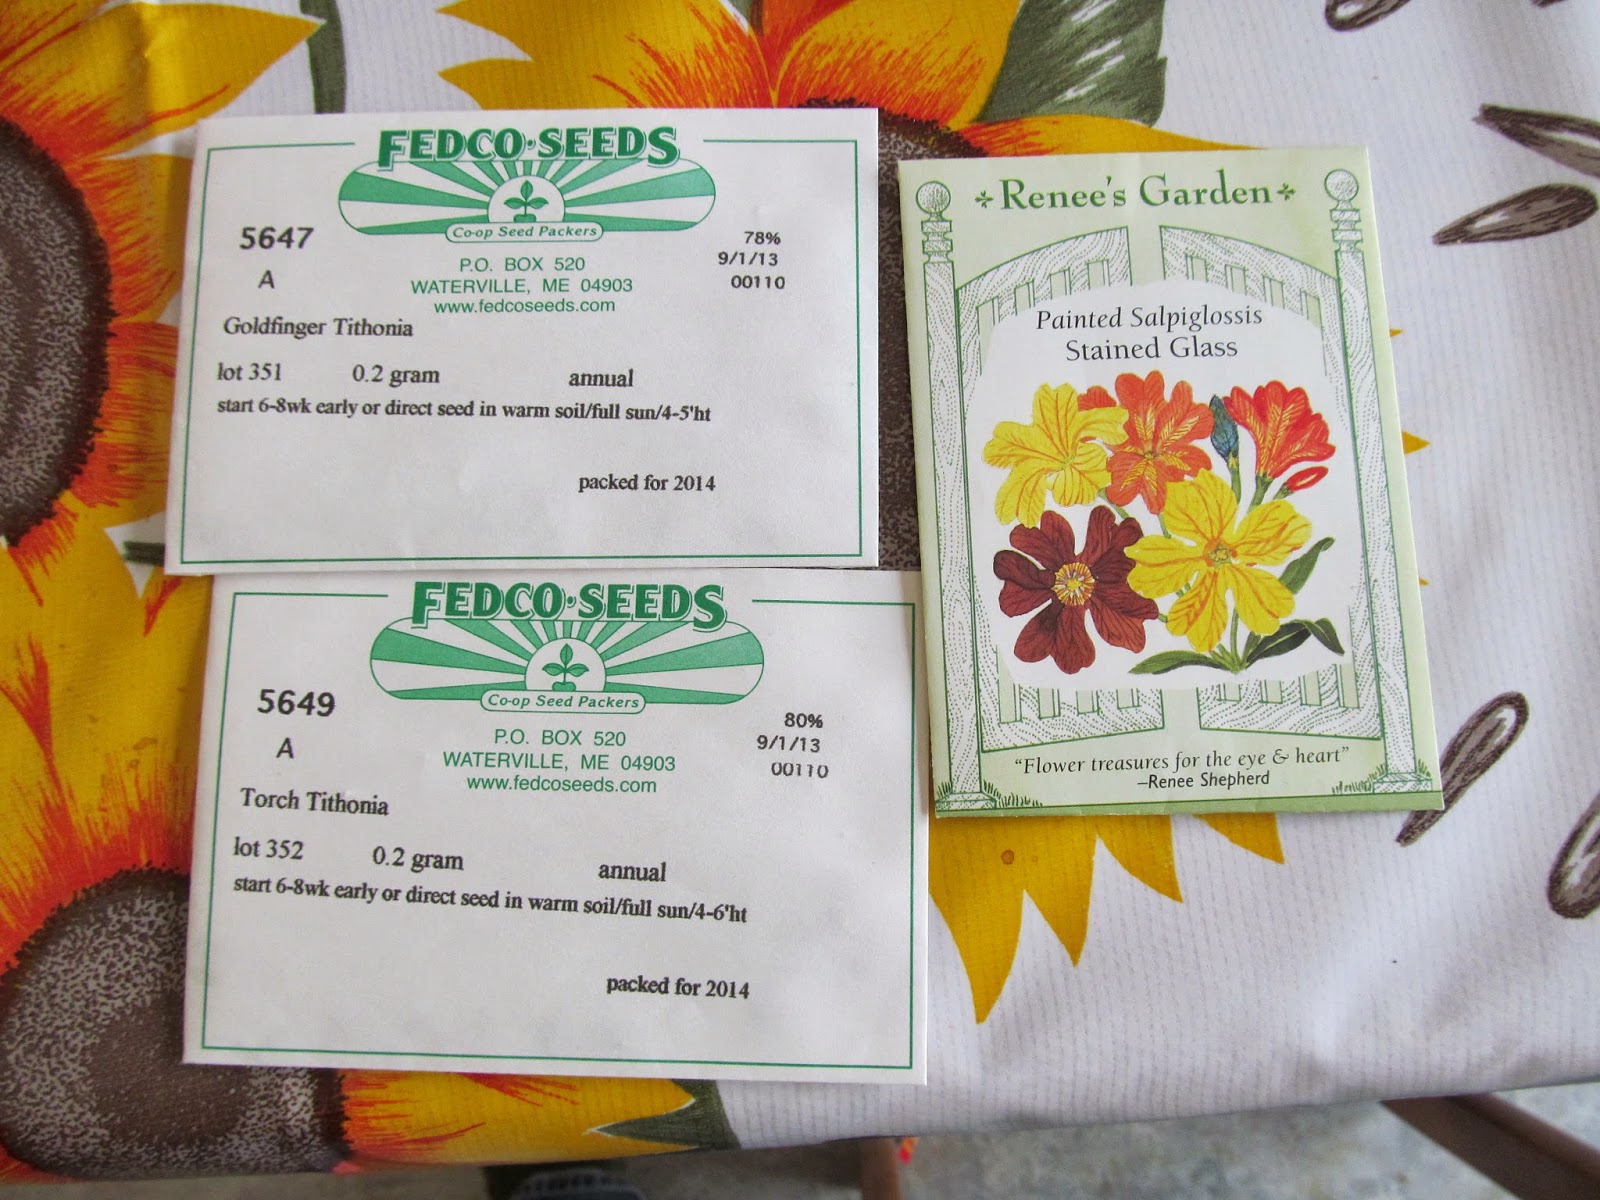 FEDCO·SEEDS
Co-op Seed Packers
5647
A
P.O. BOX 520
WATERVILLE, ME 04903
www.fedcoseeds.com
78%
9/1/13
00110
Goldfinger Tithonia
lot 351 0.2 gram annual
start 6-8wk early or direct seed in warm soil/full sun/4-5'ht
packed for 2014
FEDCO·SEEDS
Co-op Seed Packers
5649
A
P.O. BOX 520
WATERVILLE, ME 04903
www.fedcoseeds.com
80%
9/1/13
00110
Torch Tithonia
lot 352 0.2 gram annual
start 6-8wk early or direct seed in warm soil/full sun/4-6'ht
packed for 2014
Renee's Garden
Painted Salpiglossis
Stained Glass
"Flower treasures for the eye & heart"
–Renee Shepherd